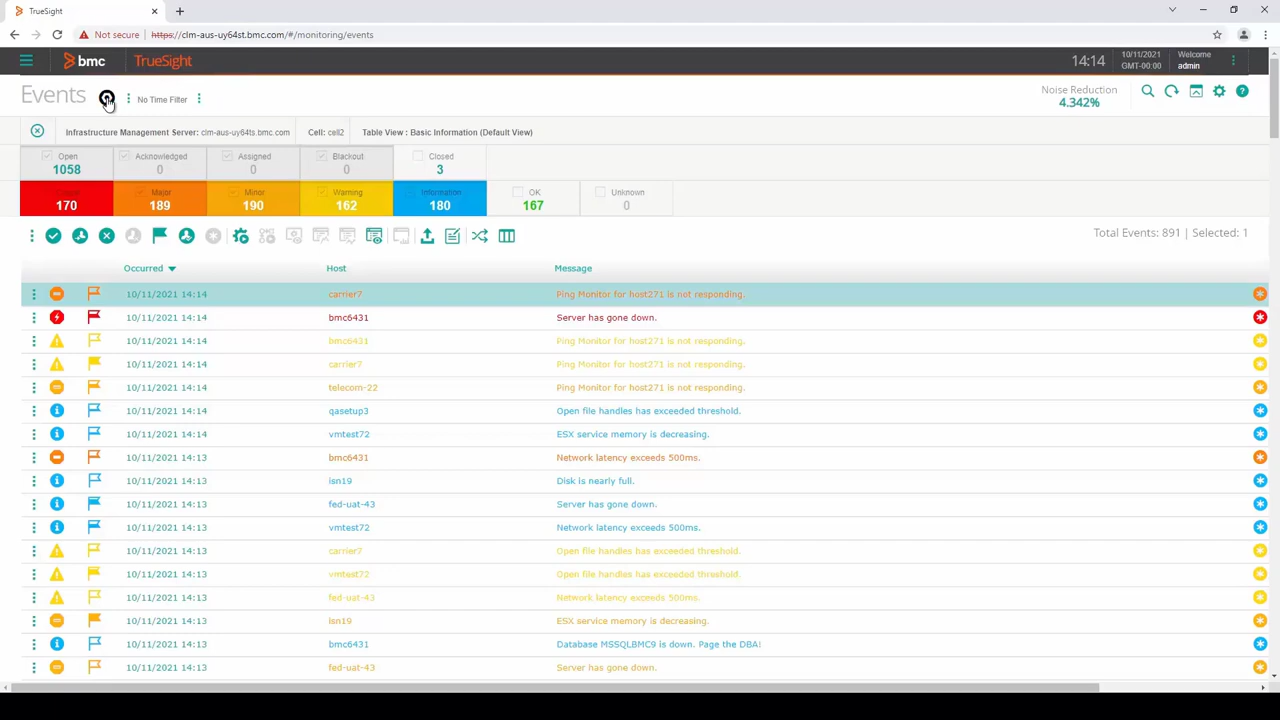 TrueSight
Not secure https://clm-aus-uy64st.bmc.com/#/monitoring/events
bmc TrueSight 14:14 10/11/2021 GMT-00:00 Welcome admin
Events No Time Filter Noise Reduction 4.342%
Infrastructure Management Server: clm-aus-uy64ts.bmc.com Cell: cell2 Table View : Basic Information (Default View)
Open Acknowledged Assigned Blackout Closed
1058 0 0 0 3
Major Minor Warning Information OK Unknown
170 189 190 162 180 167 0
Total Events: 891 | Selected: 1
Occurred Host Message
10/11/2021 14:14 carrier7 Ping Monitor for host271 is not responding.
10/11/2021 14:14 bmc6431 Server has gone down.
10/11/2021 14:14 bmc6431 Ping Monitor for host271 is not responding.
10/11/2021 14:14 carrier7 Ping Monitor for host271 is not responding.
10/11/2021 14:14 telecom-22 Ping Monitor for host271 is not responding.
10/11/2021 14:14 qasetup3 Open file handles has exceeded threshold.
10/11/2021 14:14 vmtest72 ESX service memory is decreasing.
10/11/2021 14:14 bmc6431 Network latency exceeds 500ms.
10/11/2021 14:13 isn19 Disk is nearly full.
10/11/2021 14:13 fed-uat-43 Server has gone down.
10/11/2021 14:13 vmtest72 Network latency exceeds 500ms.
10/11/2021 14:13 carrier7 Open file handles has exceeded threshold.
10/11/2021 14:13 vmtest72 Open file handles has exceeded threshold.
10/11/2021 14:13 fed-uat-43 Network latency exceeds 500ms.
10/11/2021 14:13 isn19 ESX service memory is decreasing.
10/11/2021 14:13 bmc6431 Database MSSQLBMC9 is down. Page the DBA!
10/11/2021 14:13 fed-uat-43 Server has gone down.